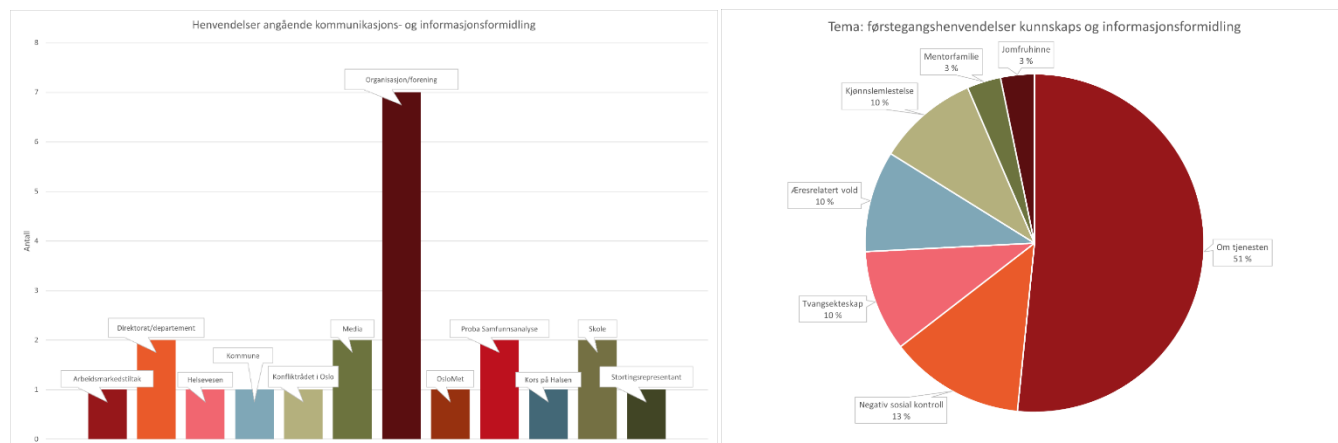 Henvendelser angående kommunikasjons- og informasjonsformidling
Antall
8
7
6
5
4
3
2
1
0
Arbeidsmarkedstiltak
Direktorat/departement
Helsevesen
Kommune
Konfliktrådet i Oslo
Media
Organisasjon/forening
OsloMet
Proba Samfunnsanalyse
Kors på Halsen
Skole
Stortingsrepresentant
Tema: førstegangshenvendelser kunnskaps og informasjonsformidling
Jomfruhinne
3 %
Mentorfamilie
3 %
Kjønnslemlestelse
10 %
Æresrelatert vold
10 %
Tvangsekteskap
10 %
Negativ sosial kontroll
13 %
Om tjenesten
51 %